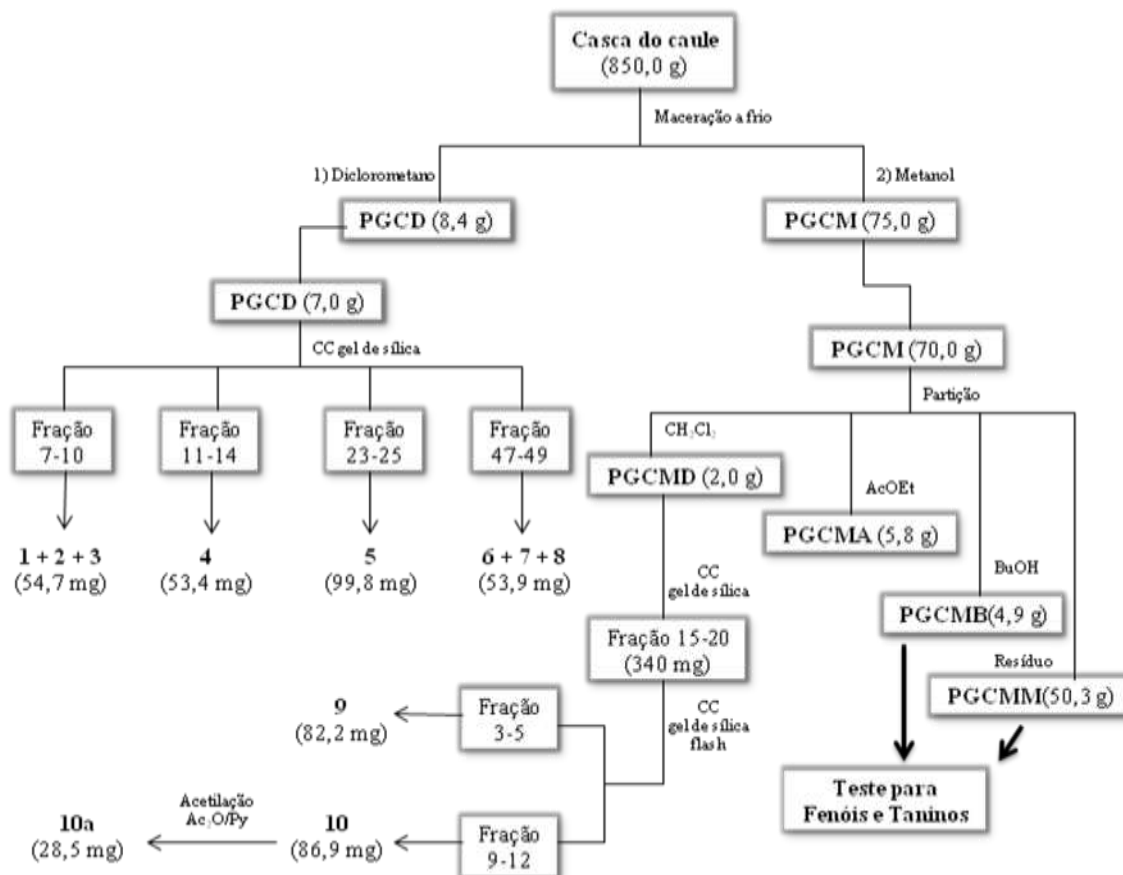 Casca do caule
(850,0 g)
Maceração a frio
1) Diclorometano
2) Metanol
PGCD (8,4 g)
PGCM (75,0 g)
PGCD (7,0 g)
PGCM (70,0 g)
CC gel de sílica
Partição
Fração
7-10
Fração
11-14
Fração
23-25
Fração
47-49
CH₂Cl₂
PGCMD (2,0 g)
AcOEt
PGCMA (5,8 g)
1 + 2 + 3
(54,7 mg)
4
(53,4 mg)
5
(99,8 mg)
6 + 7 + 8
(53,9 mg)
CC
gel de sílica
BuOH
PGCMB(4,9 g)
Fração 15-20
(340 mg)
Resíduo
PGCMM(50,3 g)
CC
gel de sílica
flash
9
(82,2 mg)
Fração
3-5
Teste para
Fenóis e Taninos
Acetilação
Ac₂O/Py
10a
(28,5 mg)
10
(86,9 mg)
Fração
9-12